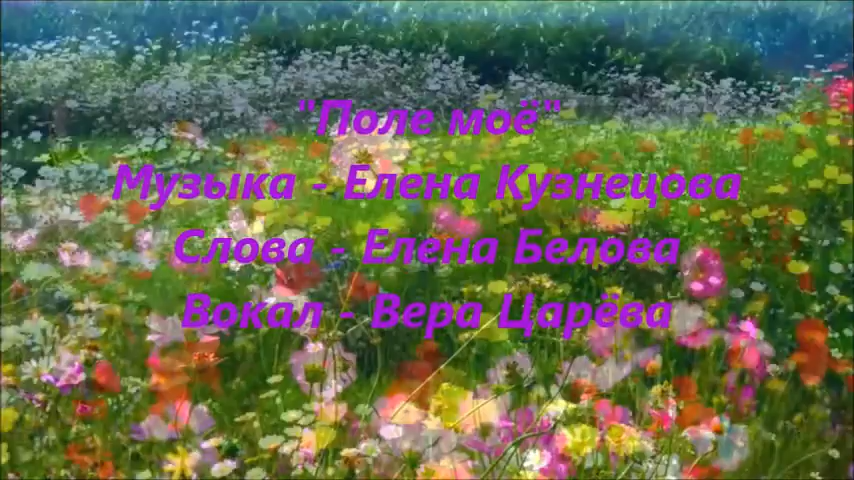 "Поле моё"
Музыка - Елена Кузнецова
Слова - Елена Белова
Вокал - Вера Царёва